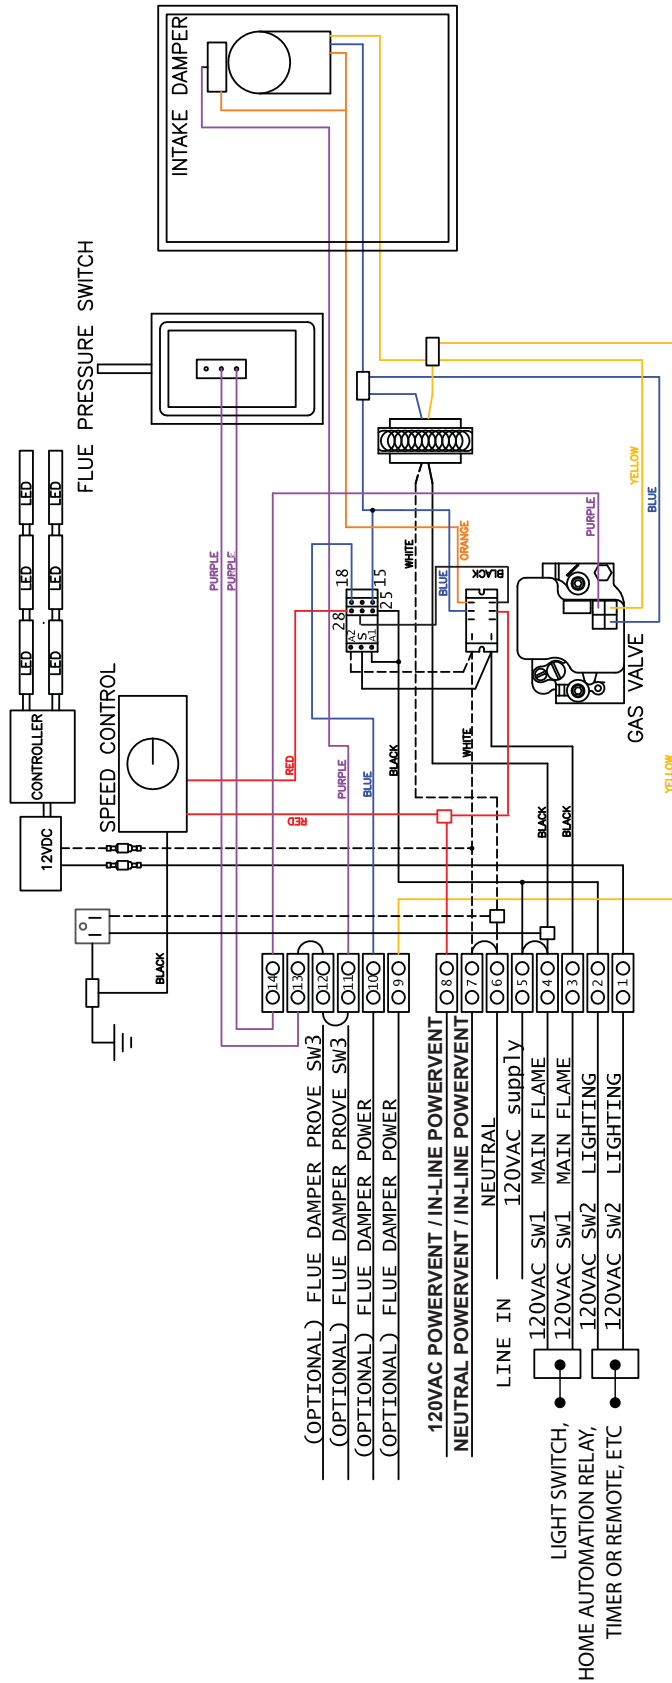 INTAKE DAMPER
FLUE PRESSURE SWITCH
LED
LED
LED
LED
LED
LED
CONTROLLER
12VDC
SPEED CONTROL
PURPLE
PURPLE
WHITE
ORANGE
BLUE
BLACK
PURPLE
YELLOW
BLUE
18
15
28
25
A2
S
A1
GAS VALVE
RED
RED
PURPLE
BLUE
BLACK
WHITE
BLACK
BLACK
YELLOW
BLACK
14
13
12
11
10
9
8
7
6
5
4
3
2
1
(OPTIONAL) FLUE DAMPER PROVE SW3
(OPTIONAL) FLUE DAMPER PROVE SW3
(OPTIONAL) FLUE DAMPER POWER
(OPTIONAL) FLUE DAMPER POWER
120VAC POWERVENT / IN-LINE POWERVENT
NEUTRAL POWERVENT / IN-LINE POWERVENT
NEUTRAL
LINE IN
120VAC supply
120VAC SW1 MAIN FLAME
120VAC SW1 MAIN FLAME
120VAC SW2 LIGHTING
120VAC SW2 LIGHTING
LIGHT SWITCH,
HOME AUTOMATION RELAY,
TIMER OR REMOTE, ETC